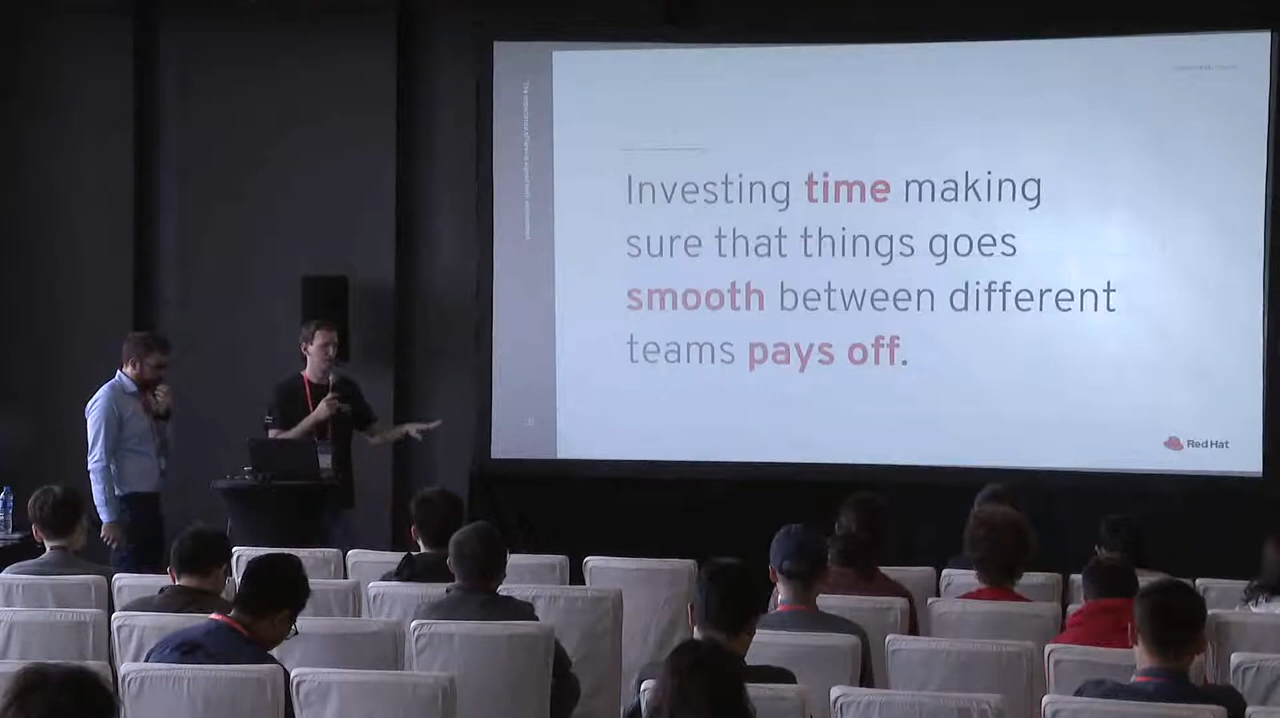 Investing time making
sure that things goes
smooth between different
teams pays off.
Red Hat